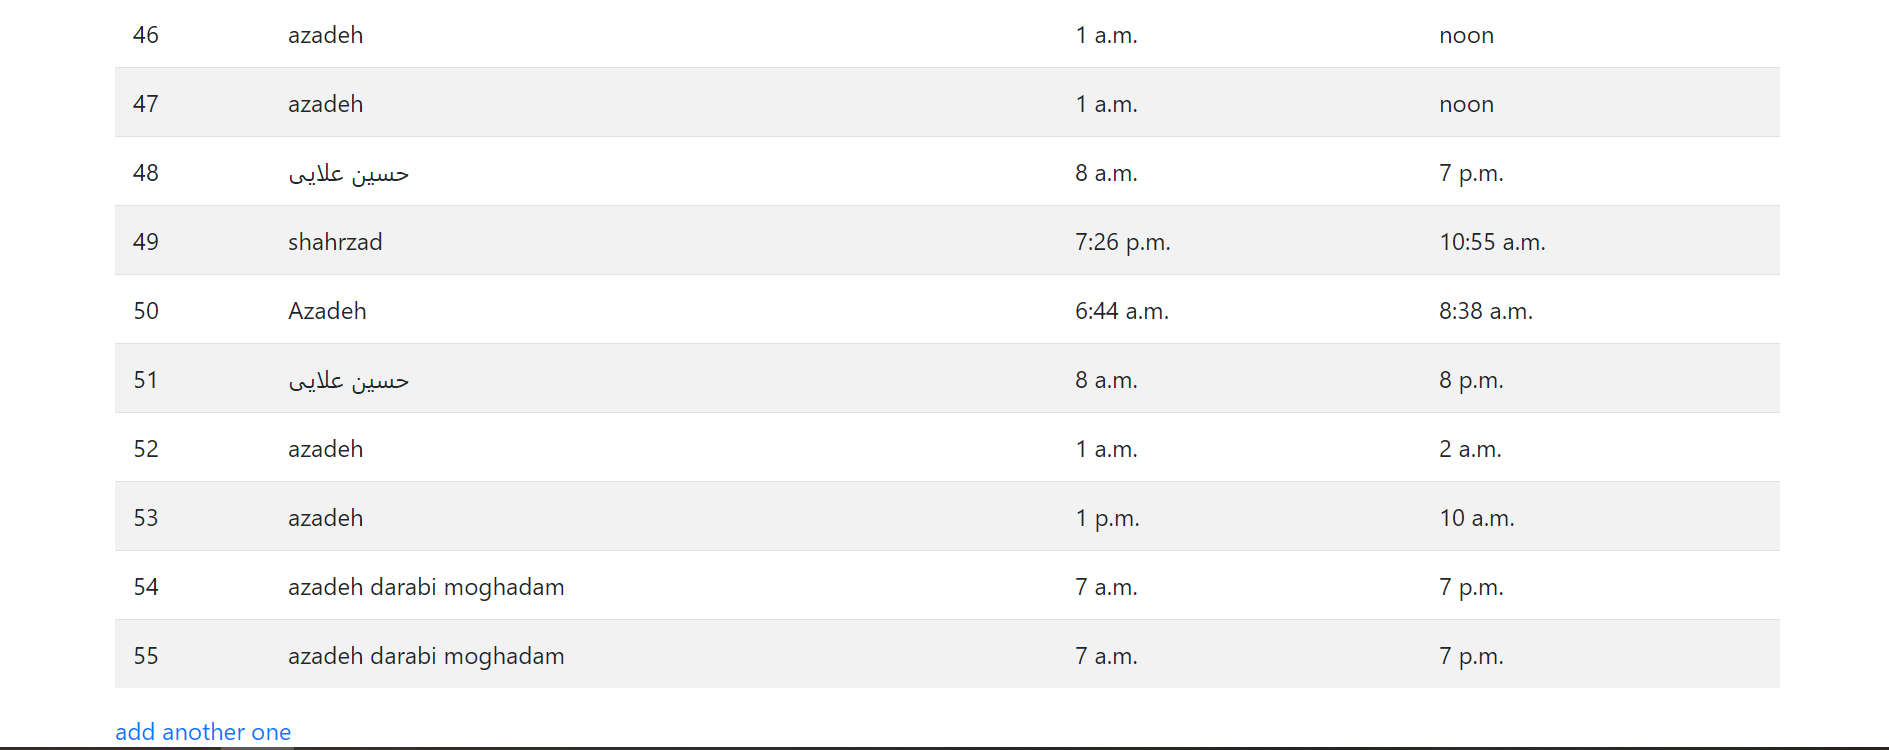 46 azadeh 1 a.m. noon
47 azadeh 1 a.m. noon
48 حسین علایی 8 a.m. 7 p.m.
49 shahrzad 7:26 p.m. 10:55 a.m.
50 Azadeh 6:44 a.m. 8:38 a.m.
51 حسین علایی 8 a.m. 8 p.m.
52 azadeh 1 a.m. 2 a.m.
53 azadeh 1 p.m. 10 a.m.
54 azadeh darabi moghadam 7 a.m. 7 p.m.
55 azadeh darabi moghadam 7 a.m. 7 p.m.
add another one